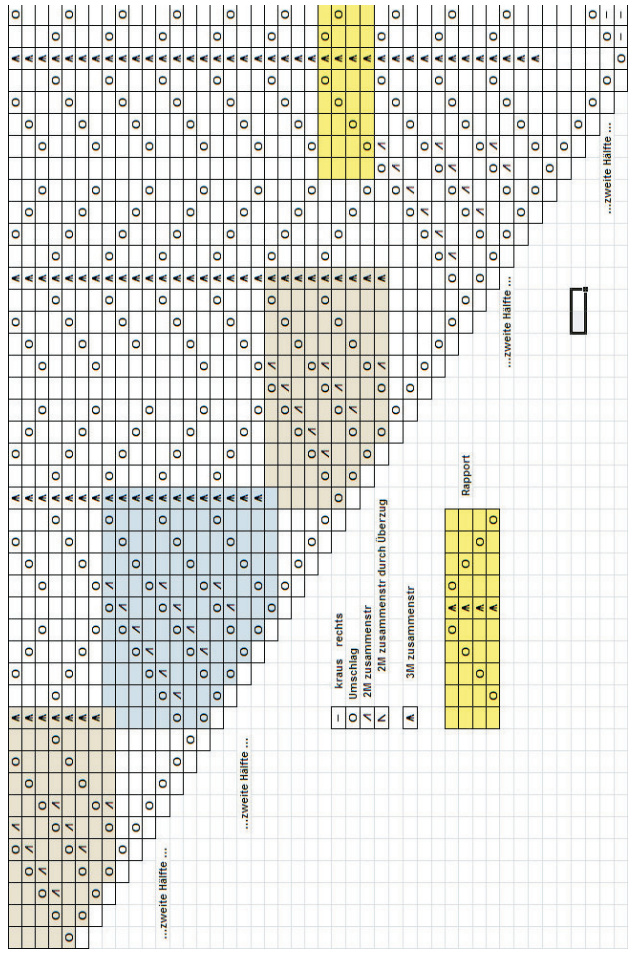 ...zweite Hälfte ...
...zweite Hälfte ...
...zweite Hälfte ...
...zweite Hälfte ...
– kraus rechts
O Umschlag
2M zusammenstr
2M zusammenstr durch Überzug
3M zusammenstr
Rapport